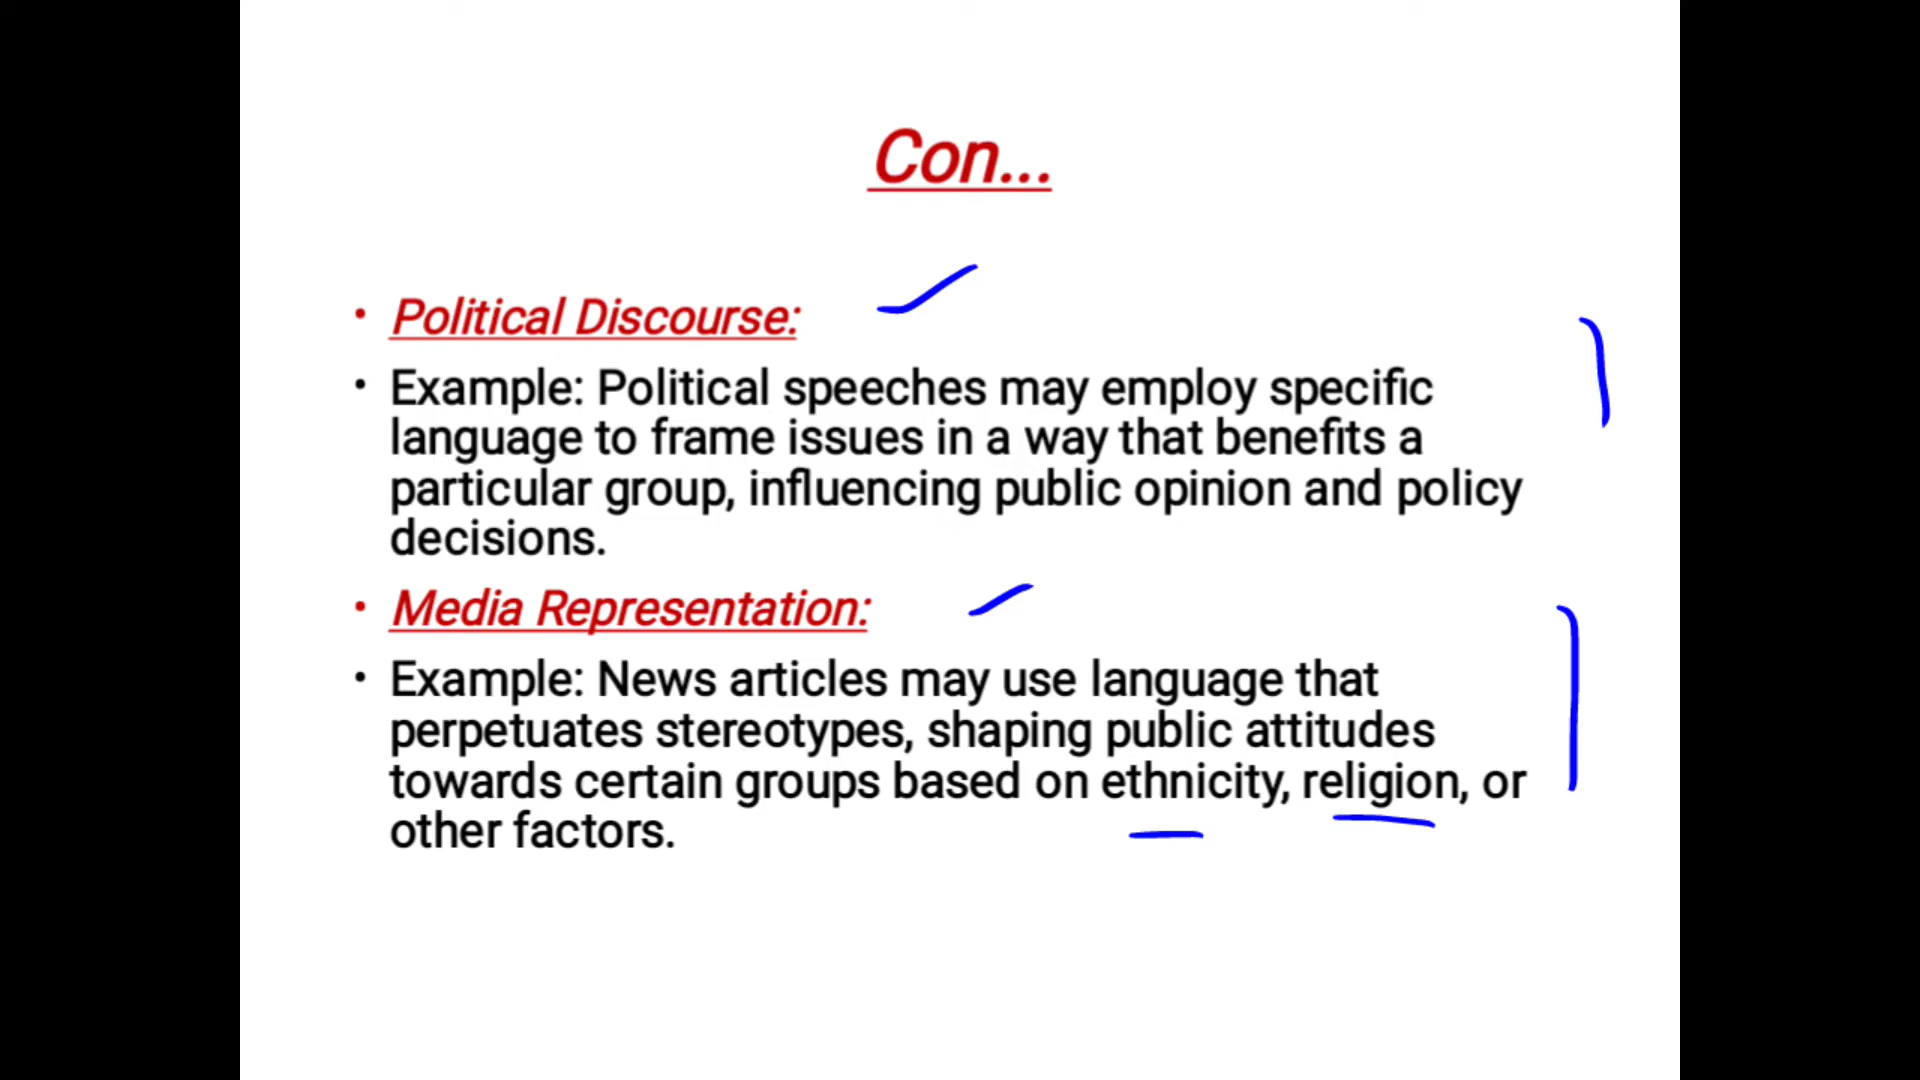 Con...
• Political Discourse:
• Example: Political speeches may employ specific
language to frame issues in a way that benefits a
particular group, influencing public opinion and policy
decisions.
• Media Representation:
• Example: News articles may use language that
perpetuates stereotypes, shaping public attitudes
towards certain groups based on ethnicity, religion, or
other factors.